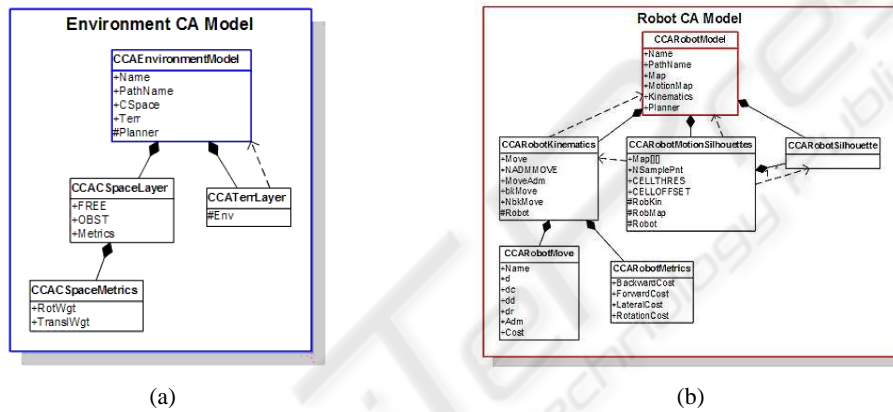 Environment CA Model
CCAEnvironmentModel
+Name
+PathName
+CSpace
+Terr
#Planner
CCACSpaceLayer
+FREE
+OBST
+Metrics
CCATerrLayer
#Env
CCACSpaceMetrics
+RotWgt
+TranslWgt
(a)
Robot CA Model
CCARobotModel
+Name
+PathName
+Map
+MotionMap
+Kinematics
+Planner
CCARobotKinematics
+Move
+NADMMOVE
+MoveAdm
+bkMove
+NbkMove
#Robot
CCARobotMotionSilhouettes
+Map[][]
+NSamplePnt
+CELLTHRES
+CELLOFFSET
#RobKin
#RobMap
#Robot
CCARobotSilhouette
CCARobotMove
+Name
+d
+dc
+dd
+dr
+Adm
+Cost
CCARobotMetrics
+BackwardCost
+ForwardCost
+LateralCost
+RotationCost
(b)